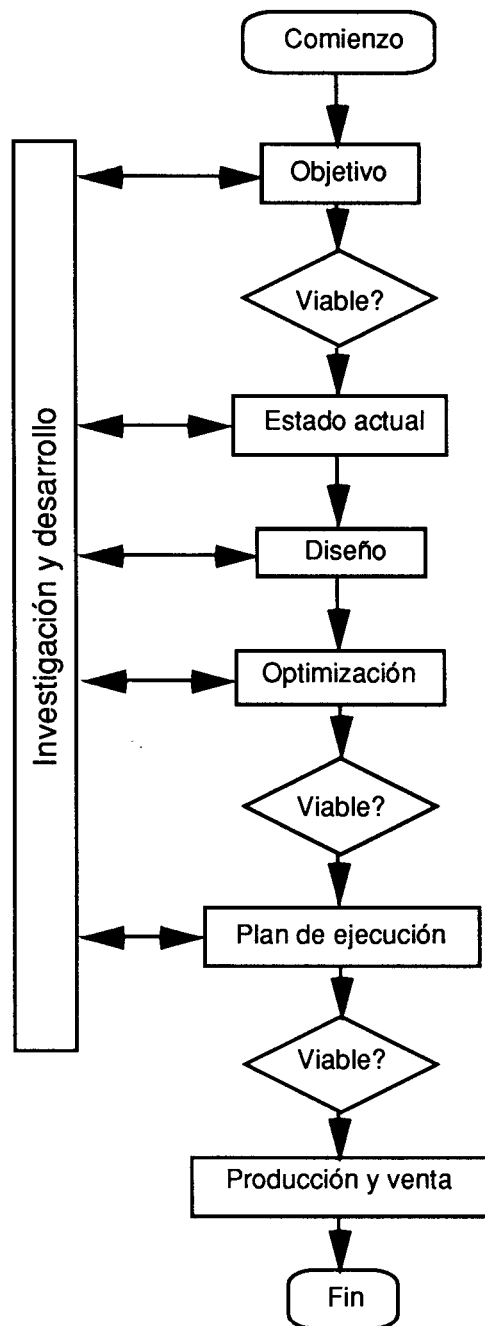 Comienzo
Objetivo
Viable?
Estado actual
Diseño
Optimización
Viable?
Plan de ejecución
Viable?
Producción y venta
Fin
Investigación y desarrollo